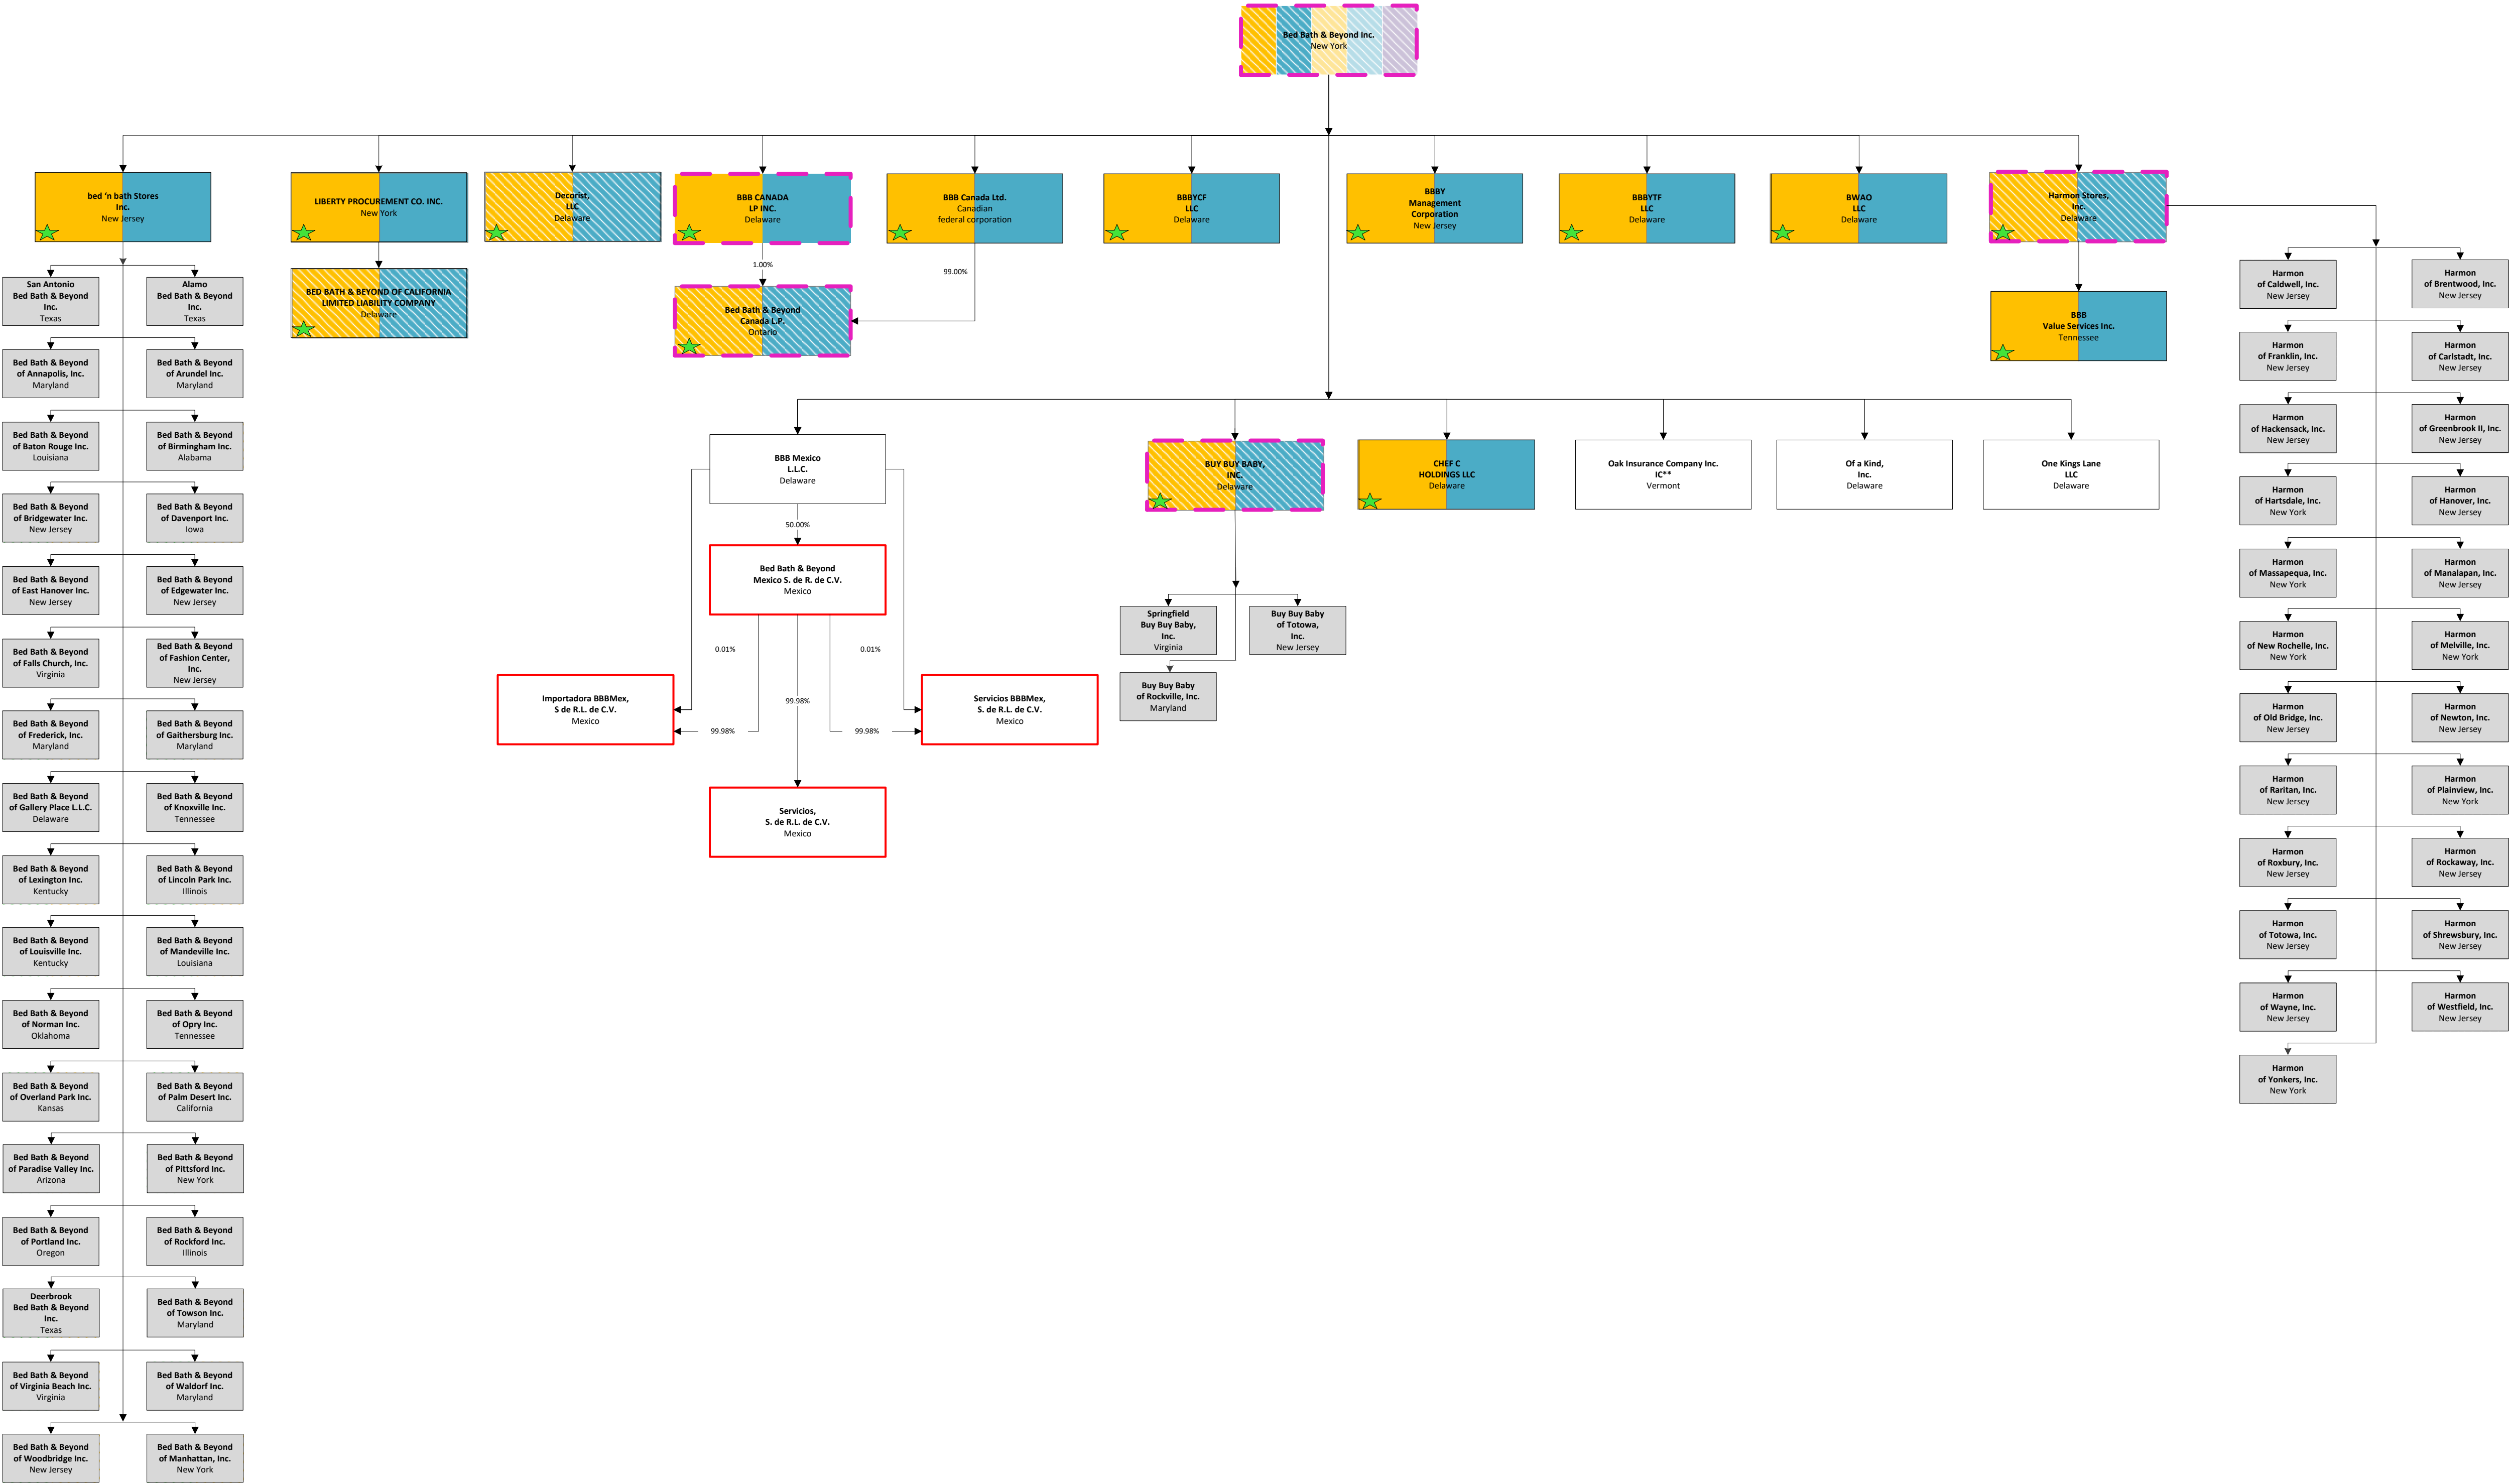 Bed Bath & Beyond Inc.
New York
bed ‘n bath Stores
Inc.
New Jersey
LIBERTY PROCUREMENT CO. INC.
New York
Decorist,
LLC
Delaware
BBB CANADA
LP INC.
Delaware
BBB Canada Ltd.
Canadian
federal corporation
BBBYCF
LLC
Delaware
BBBY
Management
Corporation
New Jersey
BBBYTF
LLC
Delaware
BWAO
LLC
Delaware
Harmon Stores,
Inc.
Delaware
1.00%
99.00%
BED BATH & BEYOND OF CALIFORNIA
LIMITED LIABILITY COMPANY
Delaware
Bed Bath & Beyond
Canada L.P.
Ontario
BBB
Value Services Inc.
Tennessee
San Antonio
Bed Bath & Beyond
Inc.
Texas
Alamo
Bed Bath & Beyond
Inc.
Texas
Bed Bath & Beyond
of Annapolis, Inc.
Maryland
Bed Bath & Beyond
of Arundel Inc.
Maryland
Bed Bath & Beyond
of Baton Rouge Inc.
Louisiana
Bed Bath & Beyond
of Birmingham Inc.
Alabama
Bed Bath & Beyond
of Bridgewater Inc.
New Jersey
Bed Bath & Beyond
of Davenport Inc.
Iowa
Bed Bath & Beyond
of East Hanover Inc.
New Jersey
Bed Bath & Beyond
of Edgewater Inc.
New Jersey
Bed Bath & Beyond
of Falls Church, Inc.
Virginia
Bed Bath & Beyond
of Fashion Center,
Inc.
New Jersey
Bed Bath & Beyond
of Frederick, Inc.
Maryland
Bed Bath & Beyond
of Gaithersburg Inc.
Maryland
Bed Bath & Beyond
of Gallery Place L.L.C.
Delaware
Bed Bath & Beyond
of Knoxville Inc.
Tennessee
Bed Bath & Beyond
of Lexington Inc.
Kentucky
Bed Bath & Beyond
of Lincoln Park Inc.
Illinois
Bed Bath & Beyond
of Louisville Inc.
Kentucky
Bed Bath & Beyond
of Mandeville Inc.
Louisiana
Bed Bath & Beyond
of Norman Inc.
Oklahoma
Bed Bath & Beyond
of Opry Inc.
Tennessee
Bed Bath & Beyond
of Overland Park Inc.
Kansas
Bed Bath & Beyond
of Palm Desert Inc.
California
Bed Bath & Beyond
of Paradise Valley Inc.
Arizona
Bed Bath & Beyond
of Pittsford Inc.
New York
Bed Bath & Beyond
of Portland Inc.
Oregon
Bed Bath & Beyond
of Rockford Inc.
Illinois
Deerbrook
Bed Bath & Beyond
Inc.
Texas
Bed Bath & Beyond
of Towson Inc.
Maryland
Bed Bath & Beyond
of Virginia Beach Inc.
Virginia
Bed Bath & Beyond
of Waldorf Inc.
Maryland
Bed Bath & Beyond
of Woodbridge Inc.
New Jersey
Bed Bath & Beyond
of Manhattan, Inc.
New York
BBB Mexico
L.L.C.
Delaware
50.00%
Bed Bath & Beyond
Mexico S. de R. de C.V.
Mexico
0.01%
0.01%
Importadora BBBMex,
S de R.L. de C.V.
Mexico
99.98%
99.98%
99.98%
Servicios BBBMex,
S. de R.L. de C.V.
Mexico
Servicios,
S. de R.L. de C.V.
Mexico
BUY BUY BABY,
INC.
Delaware
CHEF C
HOLDINGS LLC
Delaware
Oak Insurance Company Inc.
IC**
Vermont
Of a Kind,
Inc.
Delaware
One Kings Lane
LLC
Delaware
Springfield
Buy Buy Baby,
Inc.
Virginia
Buy Buy Baby
of Totowa,
Inc.
New Jersey
Buy Buy Baby
of Rockville, Inc.
Maryland
Harmon
of Caldwell, Inc.
New Jersey
Harmon
of Brentwood, Inc.
New Jersey
Harmon
of Franklin, Inc.
New Jersey
Harmon
of Carlstadt, Inc.
New Jersey
Harmon
of Hackensack, Inc.
New Jersey
Harmon
of Greenbrook II, Inc.
New Jersey
Harmon
of Hartsdale, Inc.
New York
Harmon
of Hanover, Inc.
New Jersey
Harmon
of Massapequa, Inc.
New York
Harmon
of Manalapan, Inc.
New Jersey
Harmon
of New Rochelle, Inc.
New York
Harmon
of Melville, Inc.
New York
Harmon
of Old Bridge, Inc.
New Jersey
Harmon
of Newton, Inc.
New Jersey
Harmon
of Raritan, Inc.
New Jersey
Harmon
of Plainview, Inc.
New York
Harmon
of Roxbury, Inc.
New Jersey
Harmon
of Rockaway, Inc.
New Jersey
Harmon
of Totowa, Inc.
New Jersey
Harmon
of Shrewsbury, Inc.
New Jersey
Harmon
of Wayne, Inc.
New Jersey
Harmon
of Westfield, Inc.
New Jersey
Harmon
of Yonkers, Inc.
New York